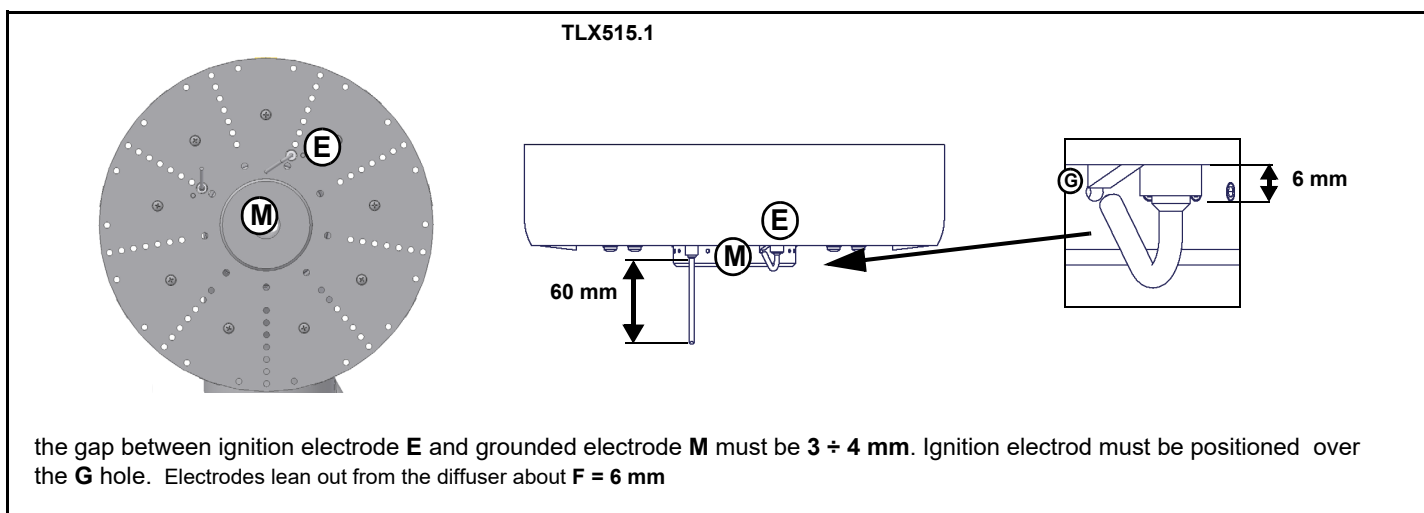 TLX515.1
E
M
E
M
60 mm
G
6 mm
the gap between ignition electrode E and grounded electrode M must be 3 ÷ 4 mm. Ignition electrod must be positioned over
the G hole. Electrodes lean out from the diffuser about F = 6 mm